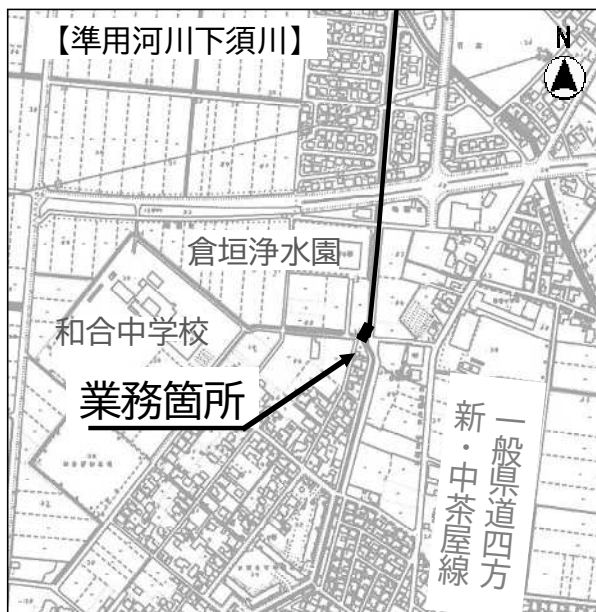 【準用河川下須川】
N
倉垣浄水園
和合中学校
業務箇所
一般県道四方
新・中茶屋線